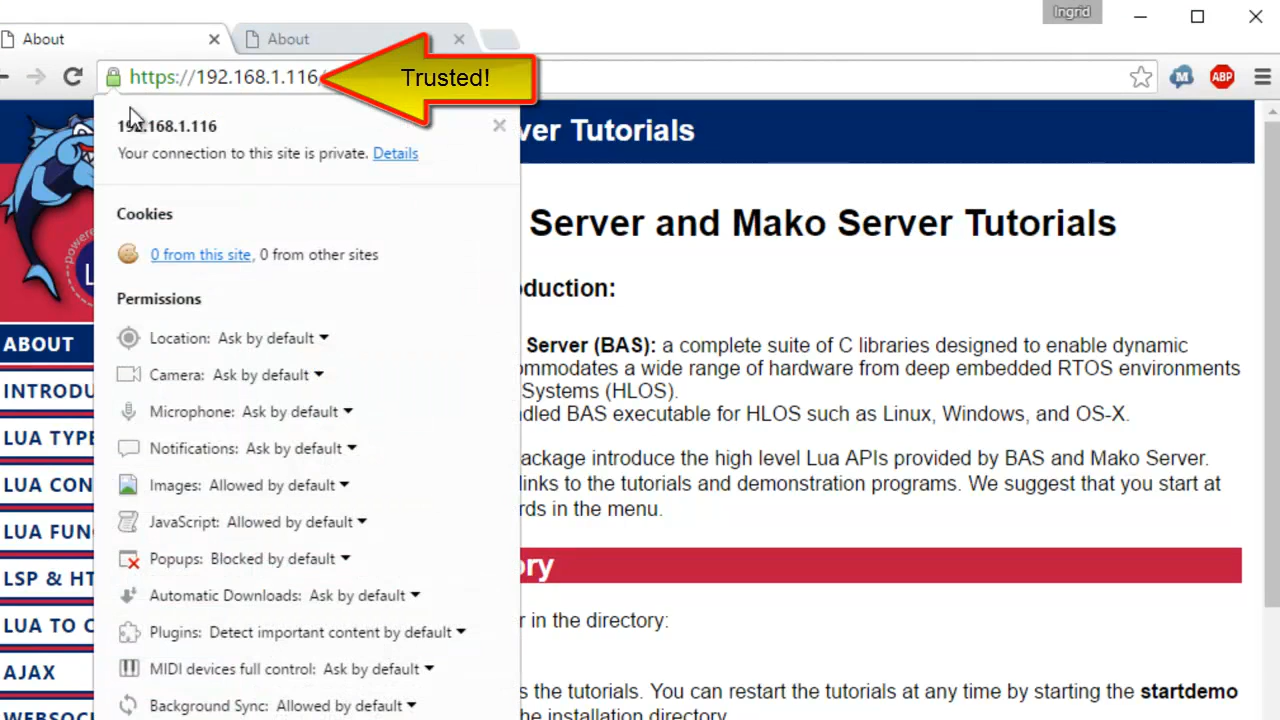 Ingrid
About
About
https://192.168.1.116/
Trusted!
M
ABP
192.168.1.116
Your connection to this site is private. Details
Cookies
0 from this site, 0 from other sites
Permissions
Location: Ask by default
Camera: Ask by default
Microphone: Ask by default
Notifications: Ask by default
Images: Allowed by default
JavaScript: Allowed by default
Popups: Blocked by default
Automatic Downloads: Ask by default
Plugins: Detect important content by default
MIDI devices full control: Ask by default
Background Sync: Allowed by default
powered
L
ABOUT
INTRODU
LUA TYPE
LUA CON
LUA FUN
LSP & HT
LUA TO C
AJAX
WEBSOC
ver Tutorials
Server and Mako Server Tutorials
oduction:
Server (BAS): a complete suite of C libraries designed to enable dynamic
ommodates a wide range of hardware from deep embedded RTOS environments
Systems (HLOS).
ndled BAS executable for HLOS such as Linux, Windows, and OS-X.
ackage introduce the high level Lua APIs provided by BAS and Mako Server.
links to the tutorials and demonstration programs. We suggest that you start at
rds in the menu.
ory
r in the directory:
s the tutorials. You can restart the tutorials at any time by starting the startdemo
he installation directory.